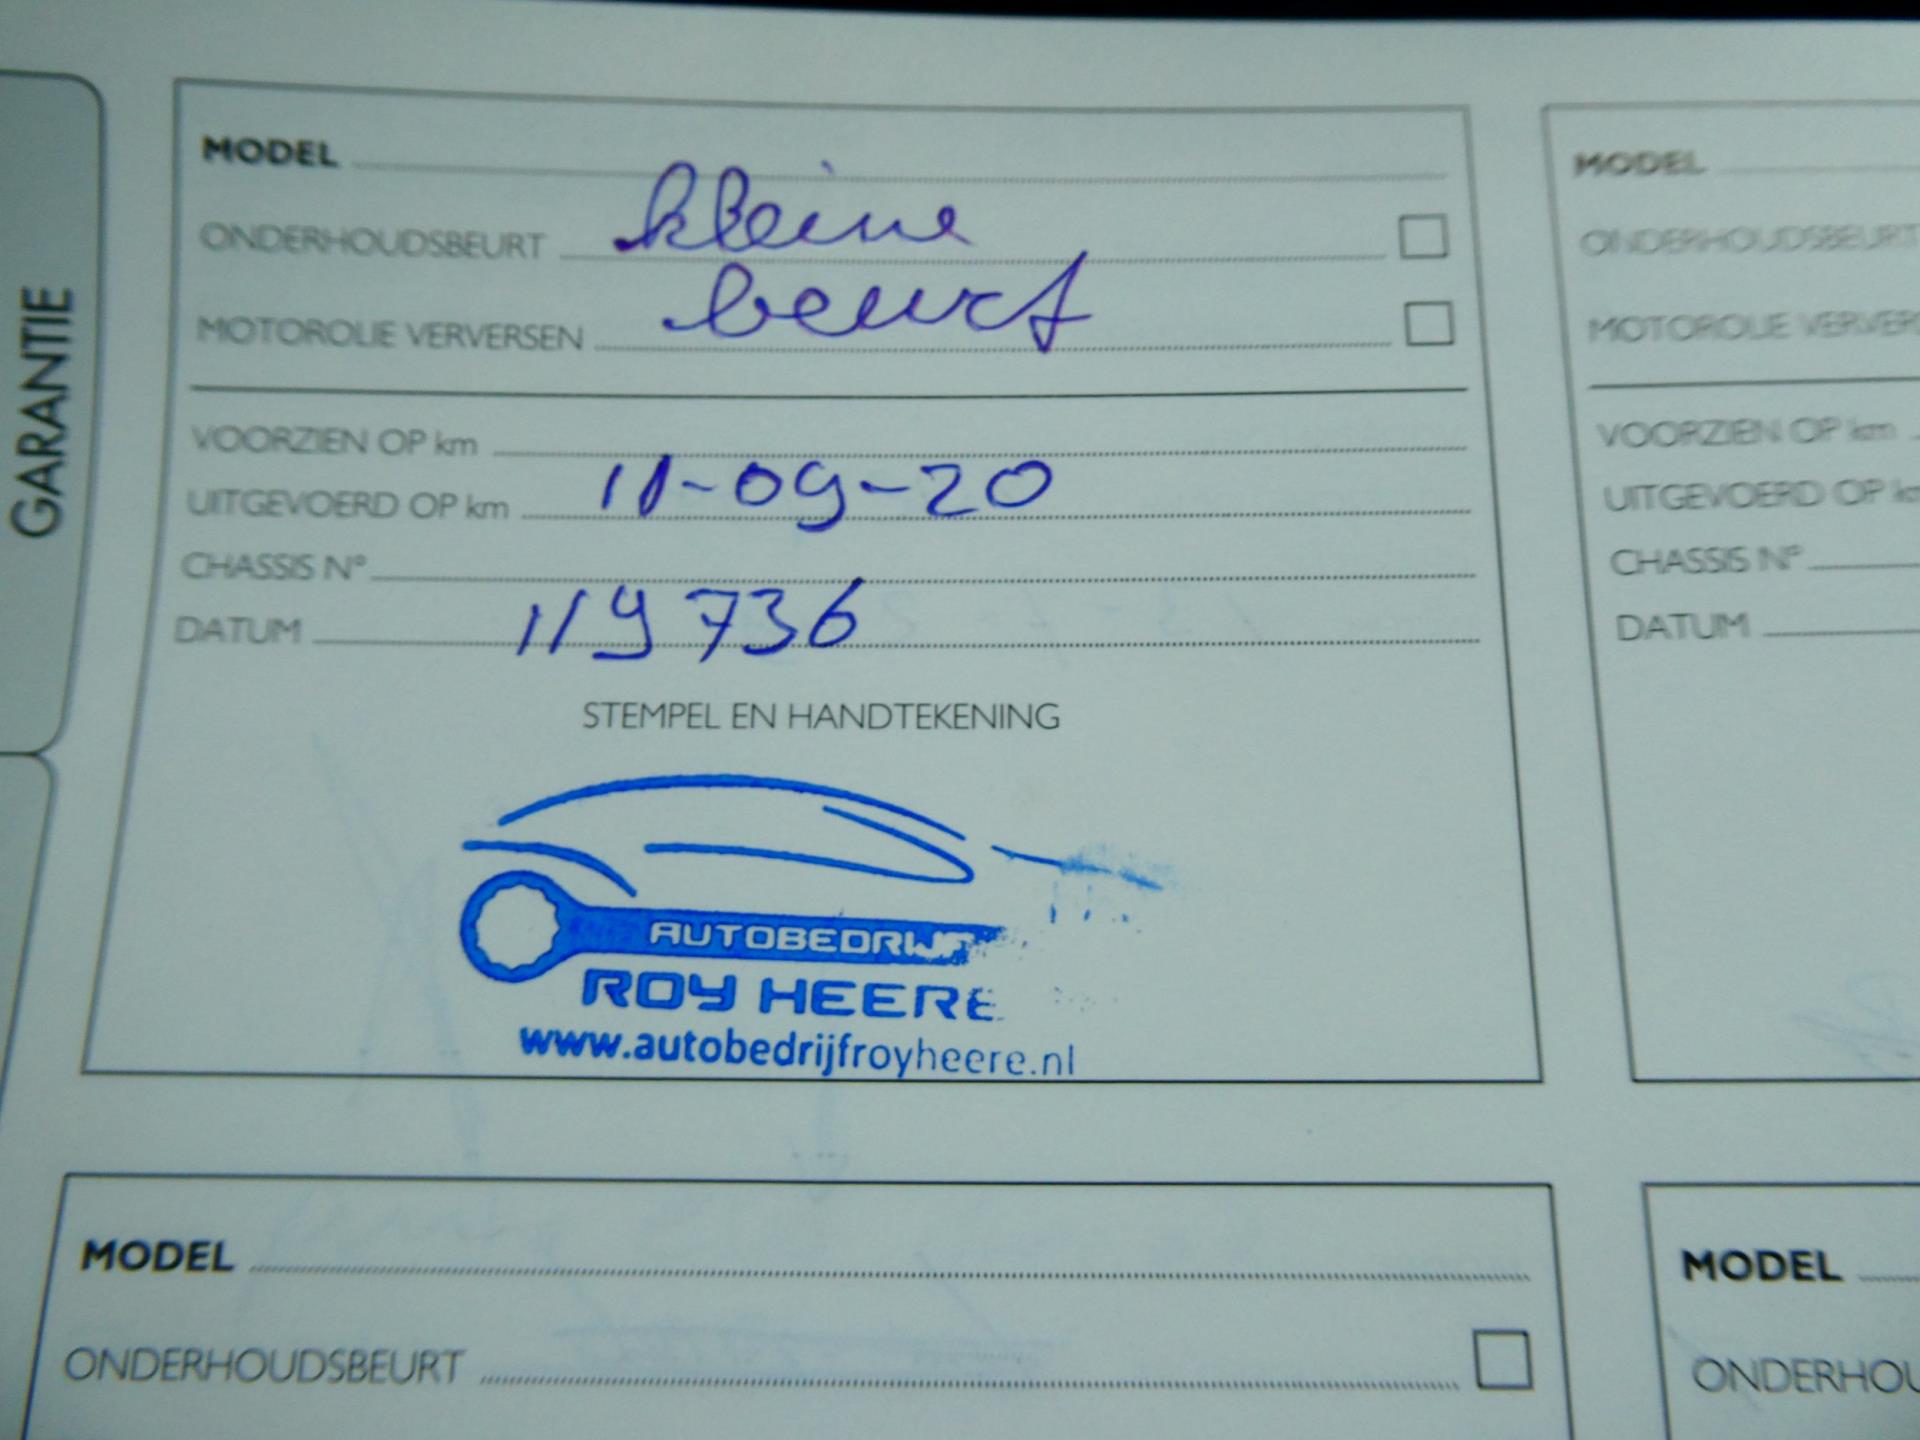 GARANTIE
MODEL
ONDERHOUDSBEURT kleine
MOTOROLIE VERVERSEN beurt
VOORZIEN OP km
UITGEVOERD OP km 11-09-20
CHASSIS N°
DATUM 119736
STEMPEL EN HANDTEKENING
AUTOBEDRIJF
ROY HEERE
www.autobedrijfroyheere.nl
MODEL
ONDERHOUDSBEURT
MOTOROLIE VERVER
VOORZIEN OP km
UITGEVOERD OP k
CHASSIS N°
DATUM
MODEL
ONDERHOUDSBEURT
MODEL
ONDERHOU